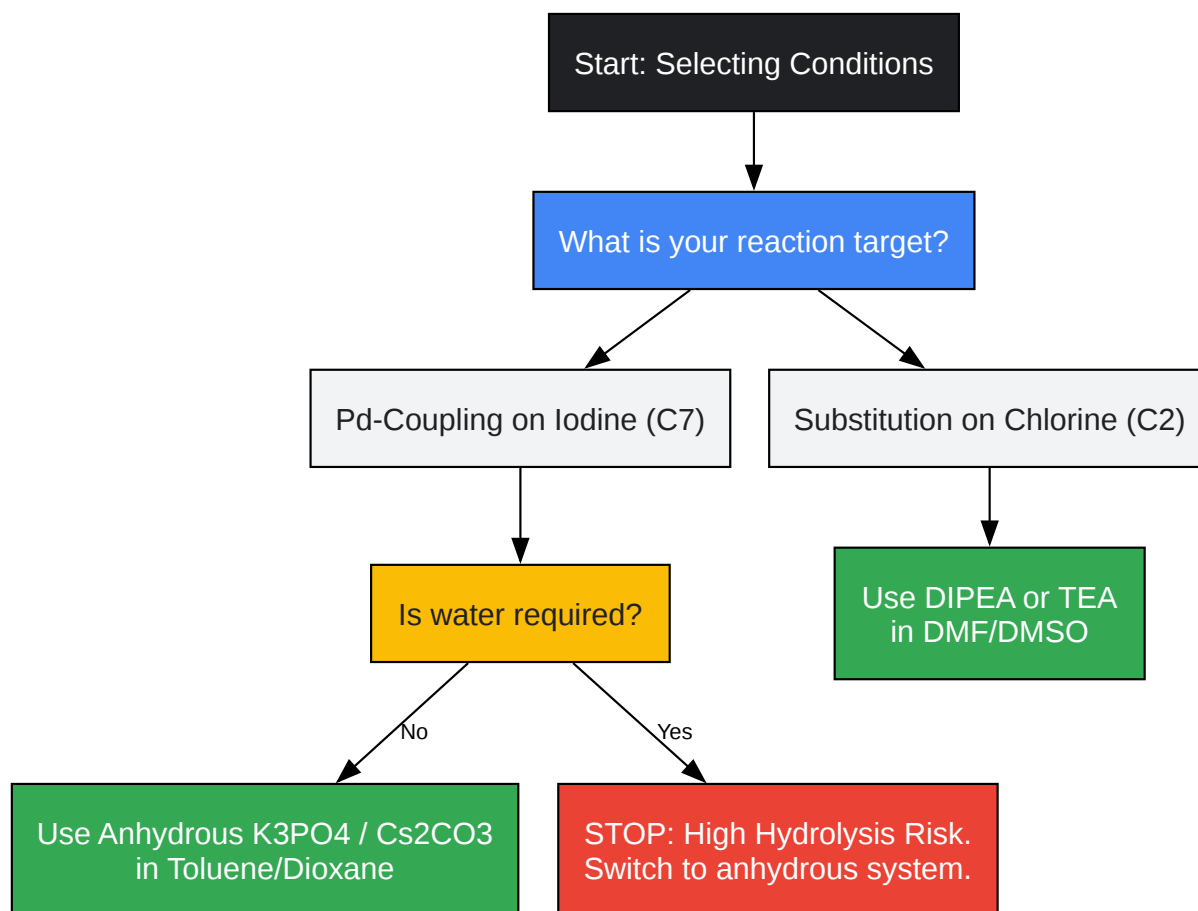 Start: Selecting Conditions
What is your reaction target?
Pd-Coupling on Iodine (C7)
Substitution on Chlorine (C2)
Is water required?
Use DIPEA or TEA
in DMF/DMSO
No
Yes
Use Anhydrous K3PO4 / Cs2CO3
in Toluene/Dioxane
STOP: High Hydrolysis Risk.
Switch to anhydrous system.